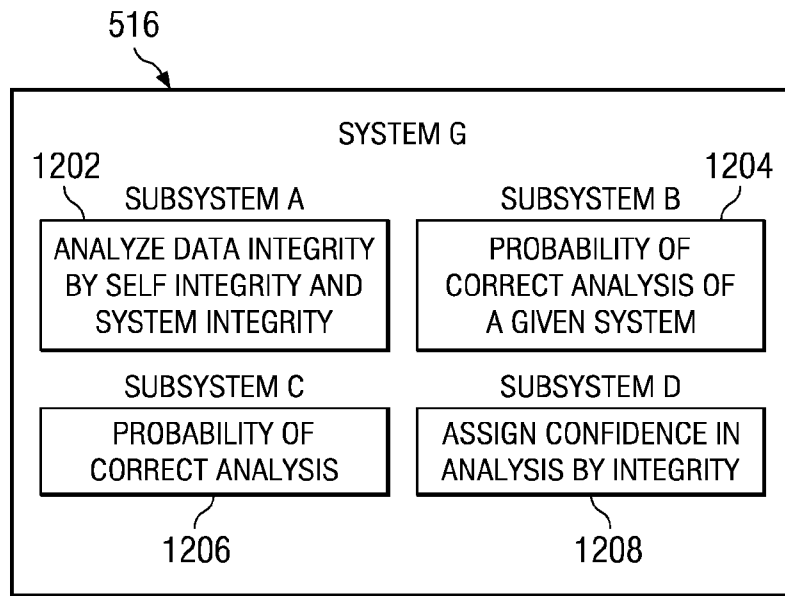 516
SYSTEM G
1202
1204
SUBSYSTEM A
ANALYZE DATA INTEGRITY
BY SELF INTEGRITY AND
SYSTEM INTEGRITY
SUBSYSTEM B
PROBABILITY OF
CORRECT ANALYSIS OF
A GIVEN SYSTEM
SUBSYSTEM C
PROBABILITY OF
CORRECT ANALYSIS
1206
SUBSYSTEM D
ASSIGN CONFIDENCE IN
ANALYSIS BY INTEGRITY
1208